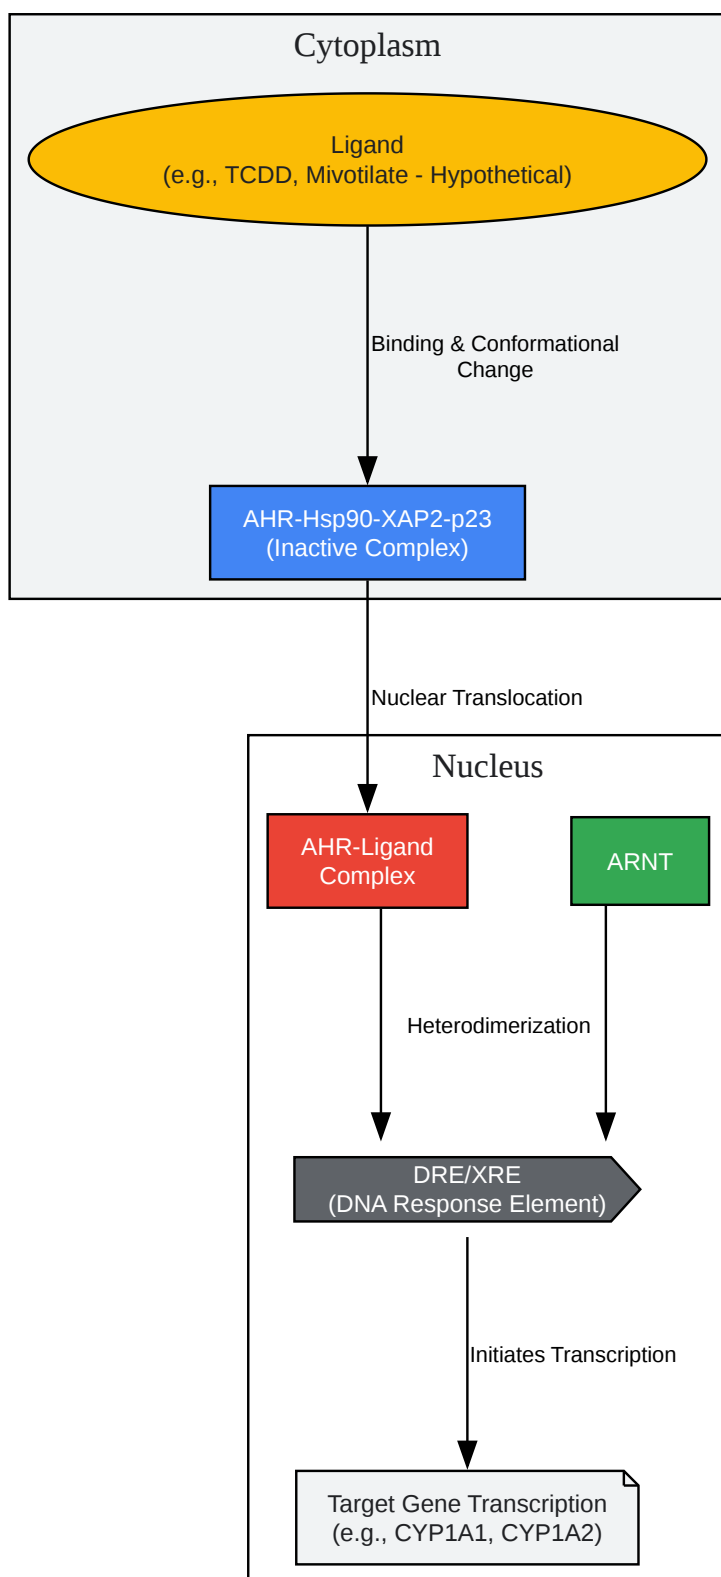 Cytoplasm
Ligand
(e.g., TCDD, Mivotilate - Hypothetical)
Binding & Conformational
Change
AHR-Hsp90-XAP2-p23
(Inactive Complex)
Nuclear Translocation
Nucleus
AHR-Ligand
Complex
ARNT
Heterodimerization
DRE/XRE
(DNA Response Element)
Initiates Transcription
Target Gene Transcription
(e.g., CYP1A1, CYP1A2)